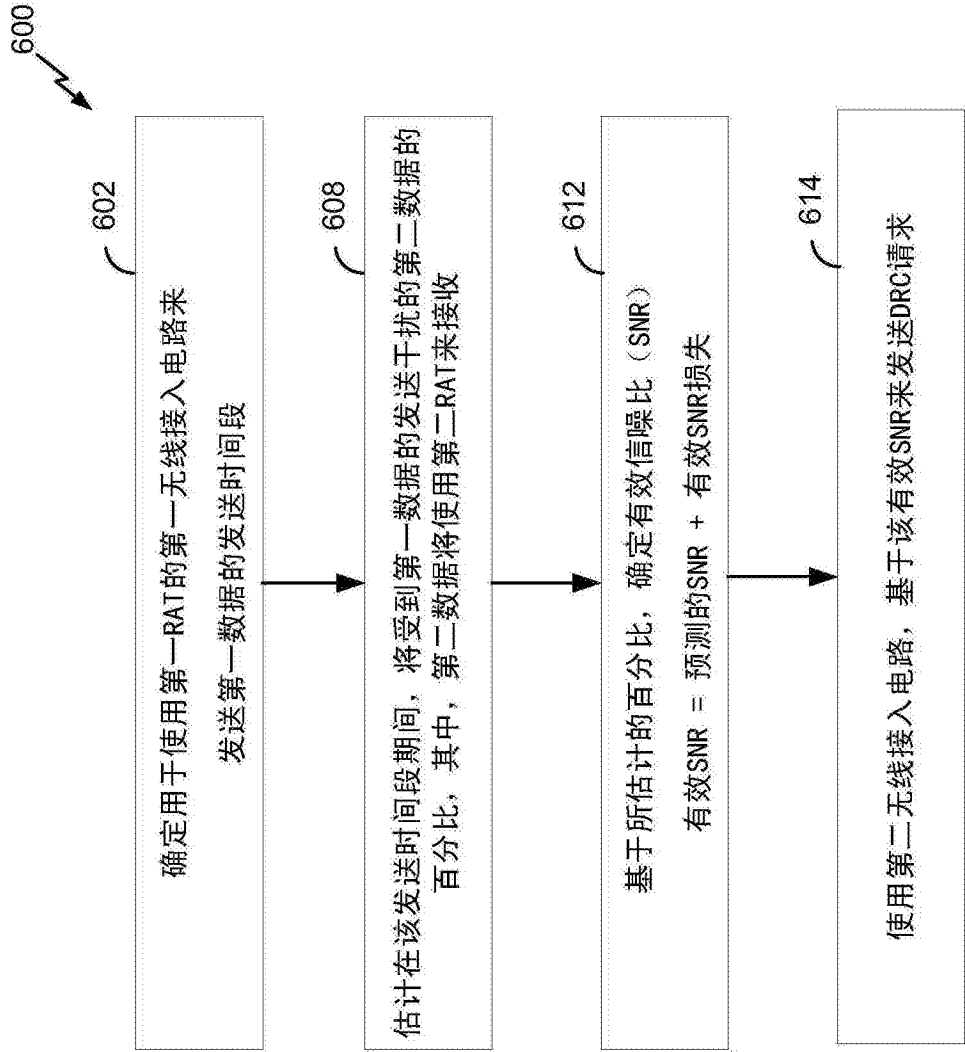 600
602
确定用于使用第一RAT的第一无线接入电路来
发送第一数据的发送时间段
608
估计在该发送时间段期间，将受到第一数据的发送干扰的第二数据的
百分比，其中，第二数据将使用第二RAT来接收
612
基于所估计的百分比，确定有效信噪比（SNR）
有效SNR = 预测的SNR + 有效SNR损失
614
使用第二无线接入电路，基于该有效SNR来发送DRC请求